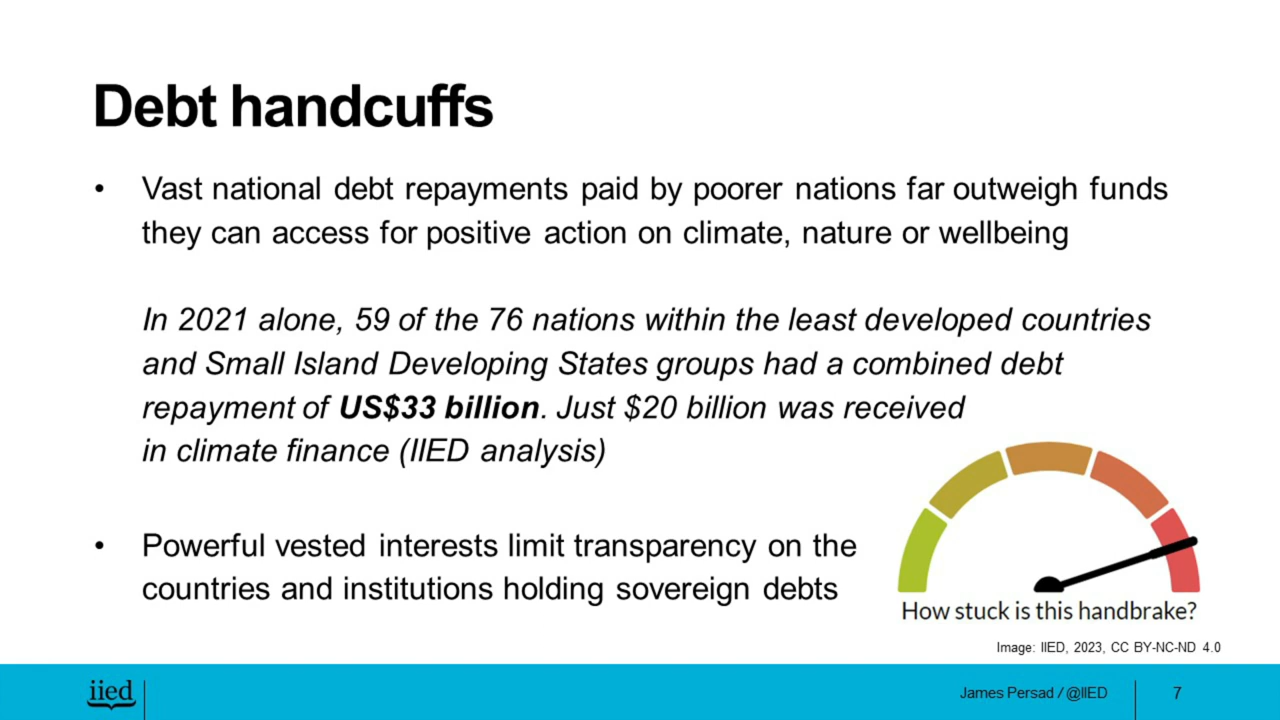 Debt handcuffs
• Vast national debt repayments paid by poorer nations far outweigh funds
they can access for positive action on climate, nature or wellbeing
In 2021 alone, 59 of the 76 nations within the least developed countries
and Small Island Developing States groups had a combined debt
repayment of US$33 billion. Just $20 billion was received
in climate finance (IIED analysis)
• Powerful vested interests limit transparency on the
countries and institutions holding sovereign debts
How stuck is this handbrake?
Image: IIED, 2023, CC BY-NC-ND 4.0
iied
James Persad / @IIED
7